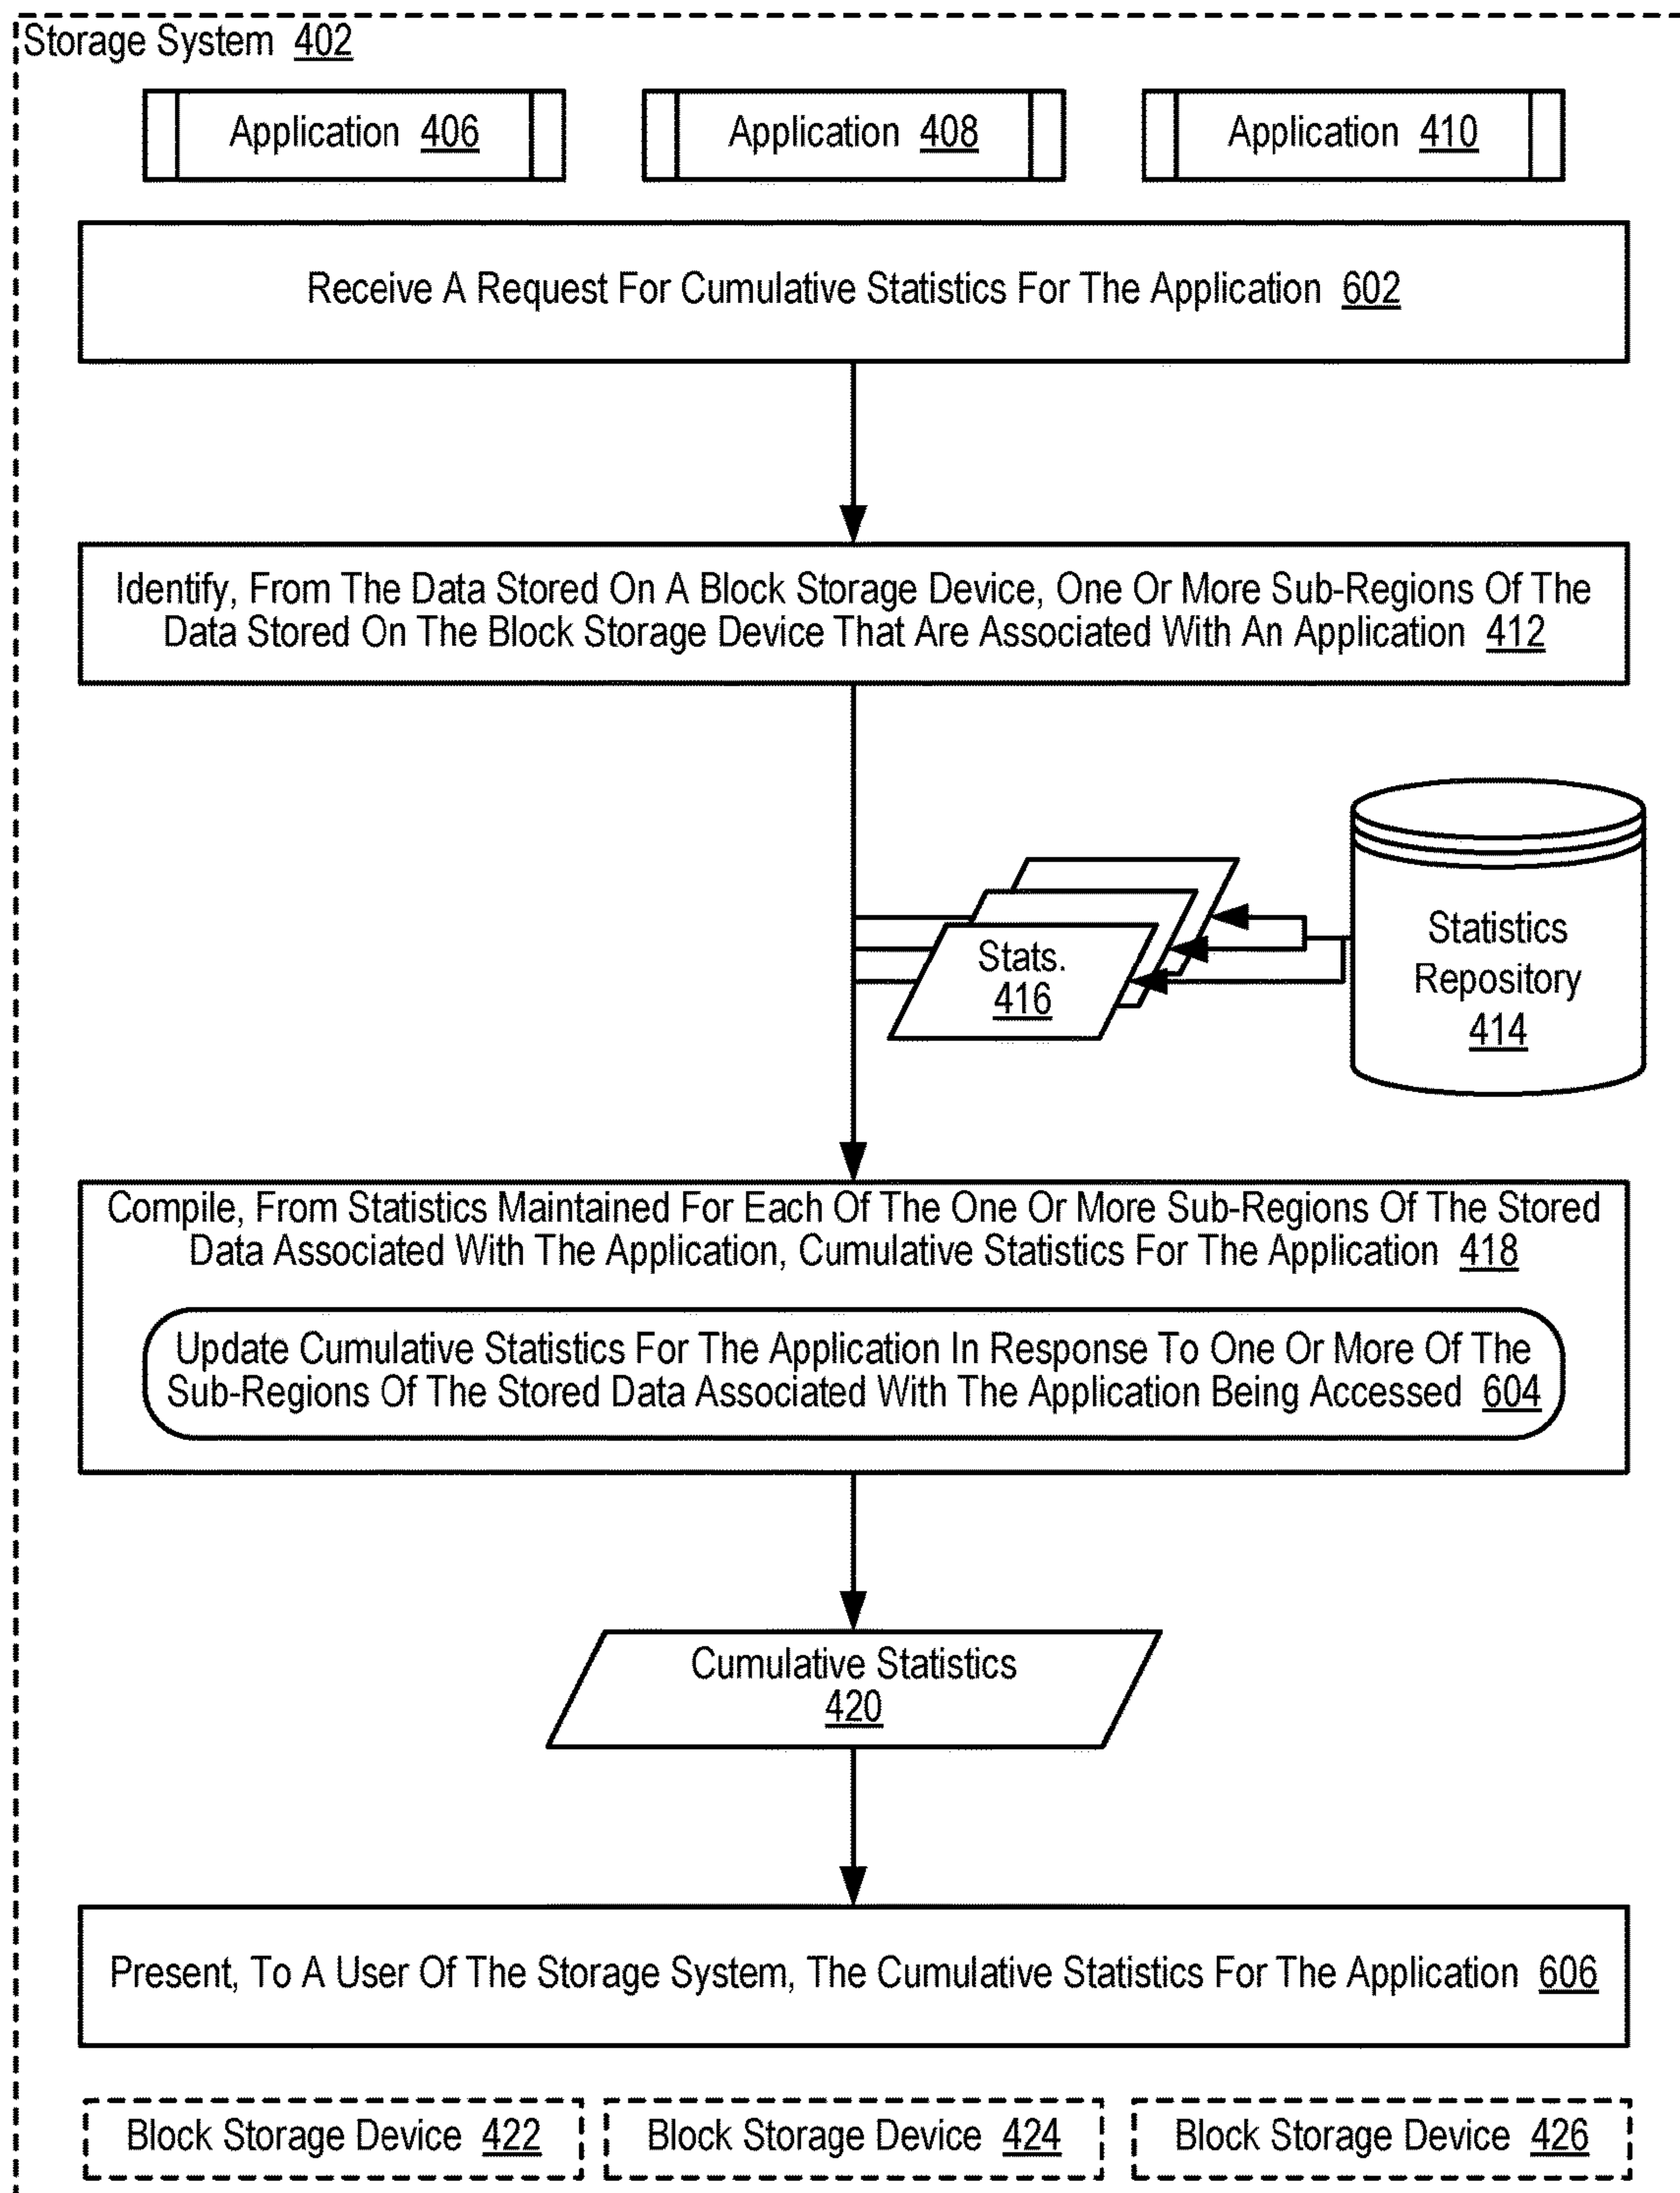 Storage System 402
Application 406
Application 408
Application 410
Receive A Request For Cumulative Statistics For The Application 602
Identify, From The Data Stored On A Block Storage Device, One Or More Sub-Regions Of The
Data Stored On The Block Storage Device That Are Associated With An Application 412
Stats.
416
Statistics
Repository
414
Compile, From Statistics Maintained For Each Of The One Or More Sub-Regions Of The Stored
Data Associated With The Application, Cumulative Statistics For The Application 418
Update Cumulative Statistics For The Application In Response To One Or More Of The
Sub-Regions Of The Stored Data Associated With The Application Being Accessed 604
Cumulative Statistics
420
Present, To A User Of The Storage System, The Cumulative Statistics For The Application 606
Block Storage Device 422
Block Storage Device 424
Block Storage Device 426